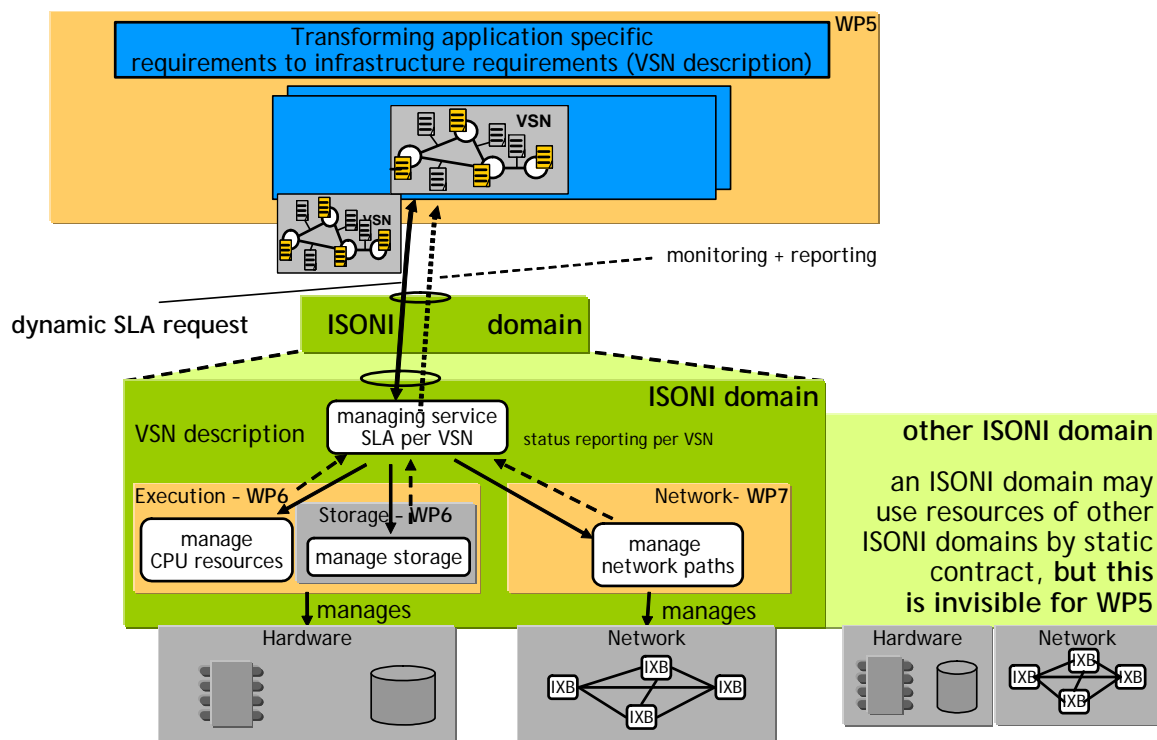 WP5
Transforming application specific
requirements to infrastructure requirements (VSN description)
VSN
VSN
monitoring + reporting
dynamic SLA request
ISONI domain
ISONI domain
VSN description
managing service
SLA per VSN
status reporting per VSN
other ISONI domain
an ISONI domain may
use resources of other
ISONI domains by static
contract, but this
is invisible for WP5
Execution - WP6
Storage - WP6
Network- WP7
manage
CPU resources
manage storage
manage
network paths
manages
manages
Hardware
Network
IXB
IXB
IXB
IXB
Hardware
Network
IXB
IXB
IXB
IXB